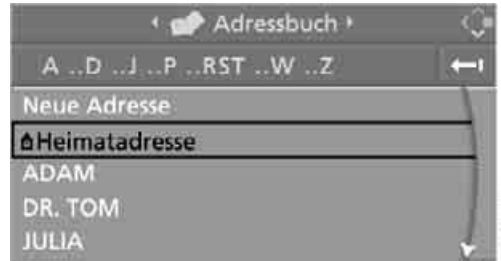 Adressbuch
A ..D ..J ..P ..RST ..W ..Z
Neue Adresse
Heimatadresse
ADAM
DR. TOM
JULIA